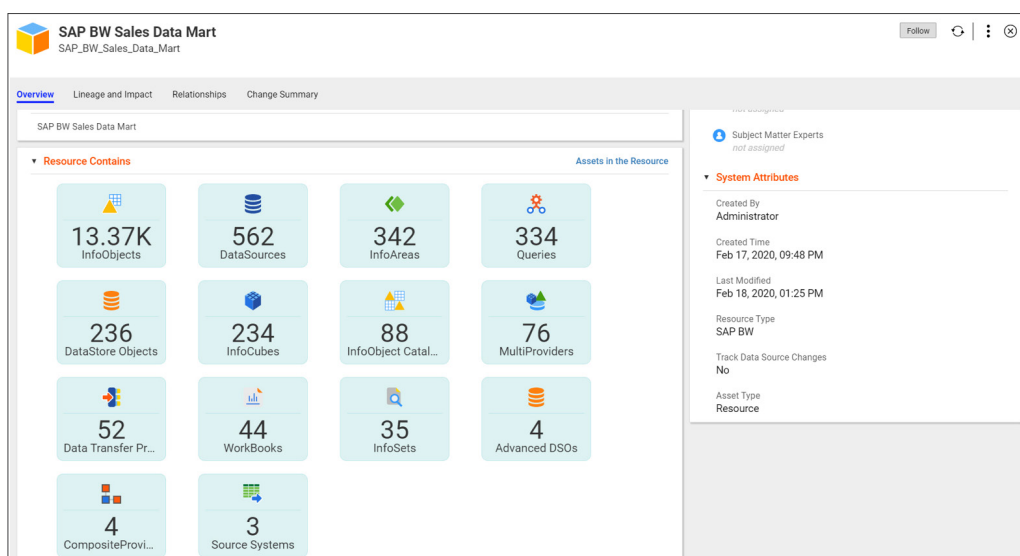 SAP BW Sales Data Mart
SAP_BW_Sales_Data_Mart
Follow
Overview Lineage and Impact Relationships Change Summary
SAP BW Sales Data Mart
Resource Contains
Assets in the Resource
13.37K
InfoObjects
562
DataSources
342
InfoAreas
334
Queries
236
DataStore Objects
234
InfoCubes
88
InfoObject Catal...
76
MultiProviders
52
Data Transfer Pr...
44
WorkBooks
35
InfoSets
4
Advanced DSOs
4
CompositeProvi...
3
Source Systems
not assigned
Subject Matter Experts
not assigned
System Attributes
Created By
Administrator
Created Time
Feb 17, 2020, 09:48 PM
Last Modified
Feb 18, 2020, 01:25 PM
Resource Type
SAP BW
Track Data Source Changes
No
Asset Type
Resource